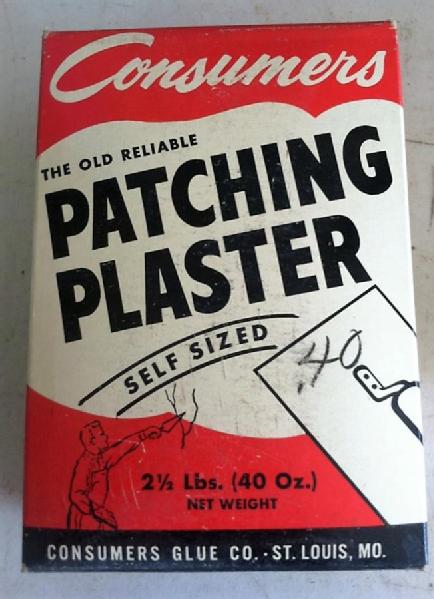 Consumers
THE OLD RELIABLE
PATCHING
PLASTER
SELF SIZED
.40
2½ Lbs. (40 Oz.)
NET WEIGHT
CONSUMERS GLUE CO. - ST. LOUIS, MO.